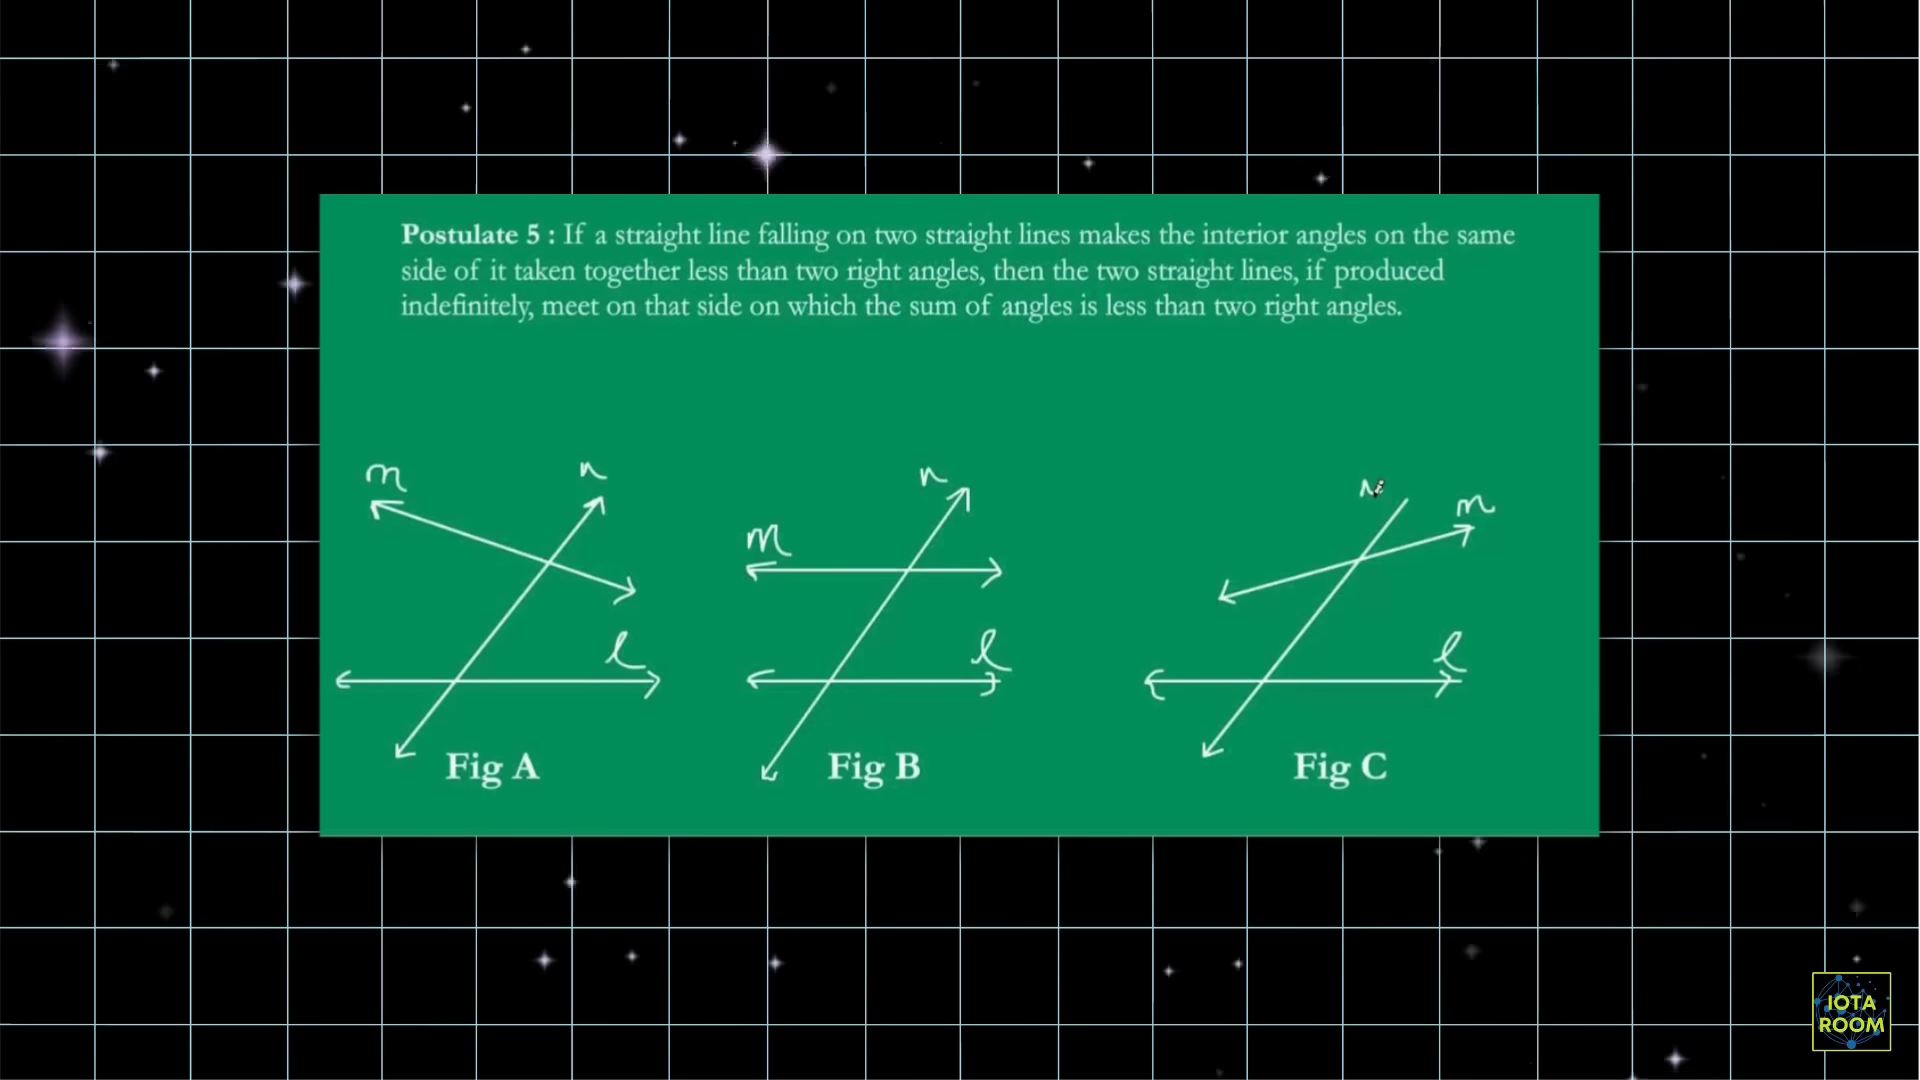 Postulate 5 : If a straight line falling on two straight lines makes the interior angles on the same
side of it taken together less than two right angles, then the two straight lines, if produced
indefinitely, meet on that side on which the sum of angles is less than two right angles.
m
n
l
Fig A
n
m
l
Fig B
n
m
l
Fig C
IOTA
ROOM